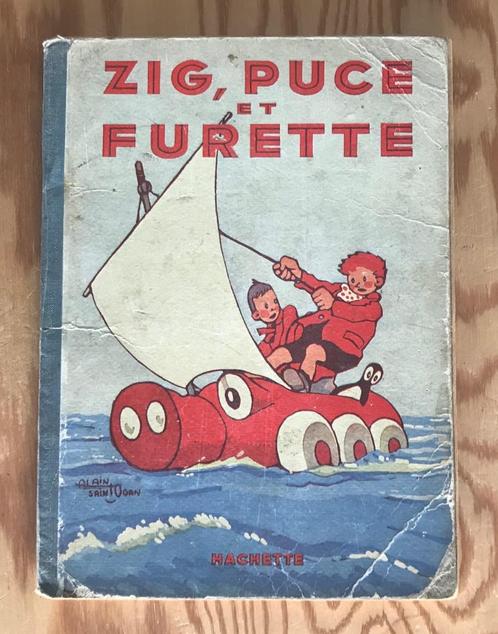 ZIG, PUCE
ET
FURETTE
ALAIN
SAINT OGAN
HACHETTE